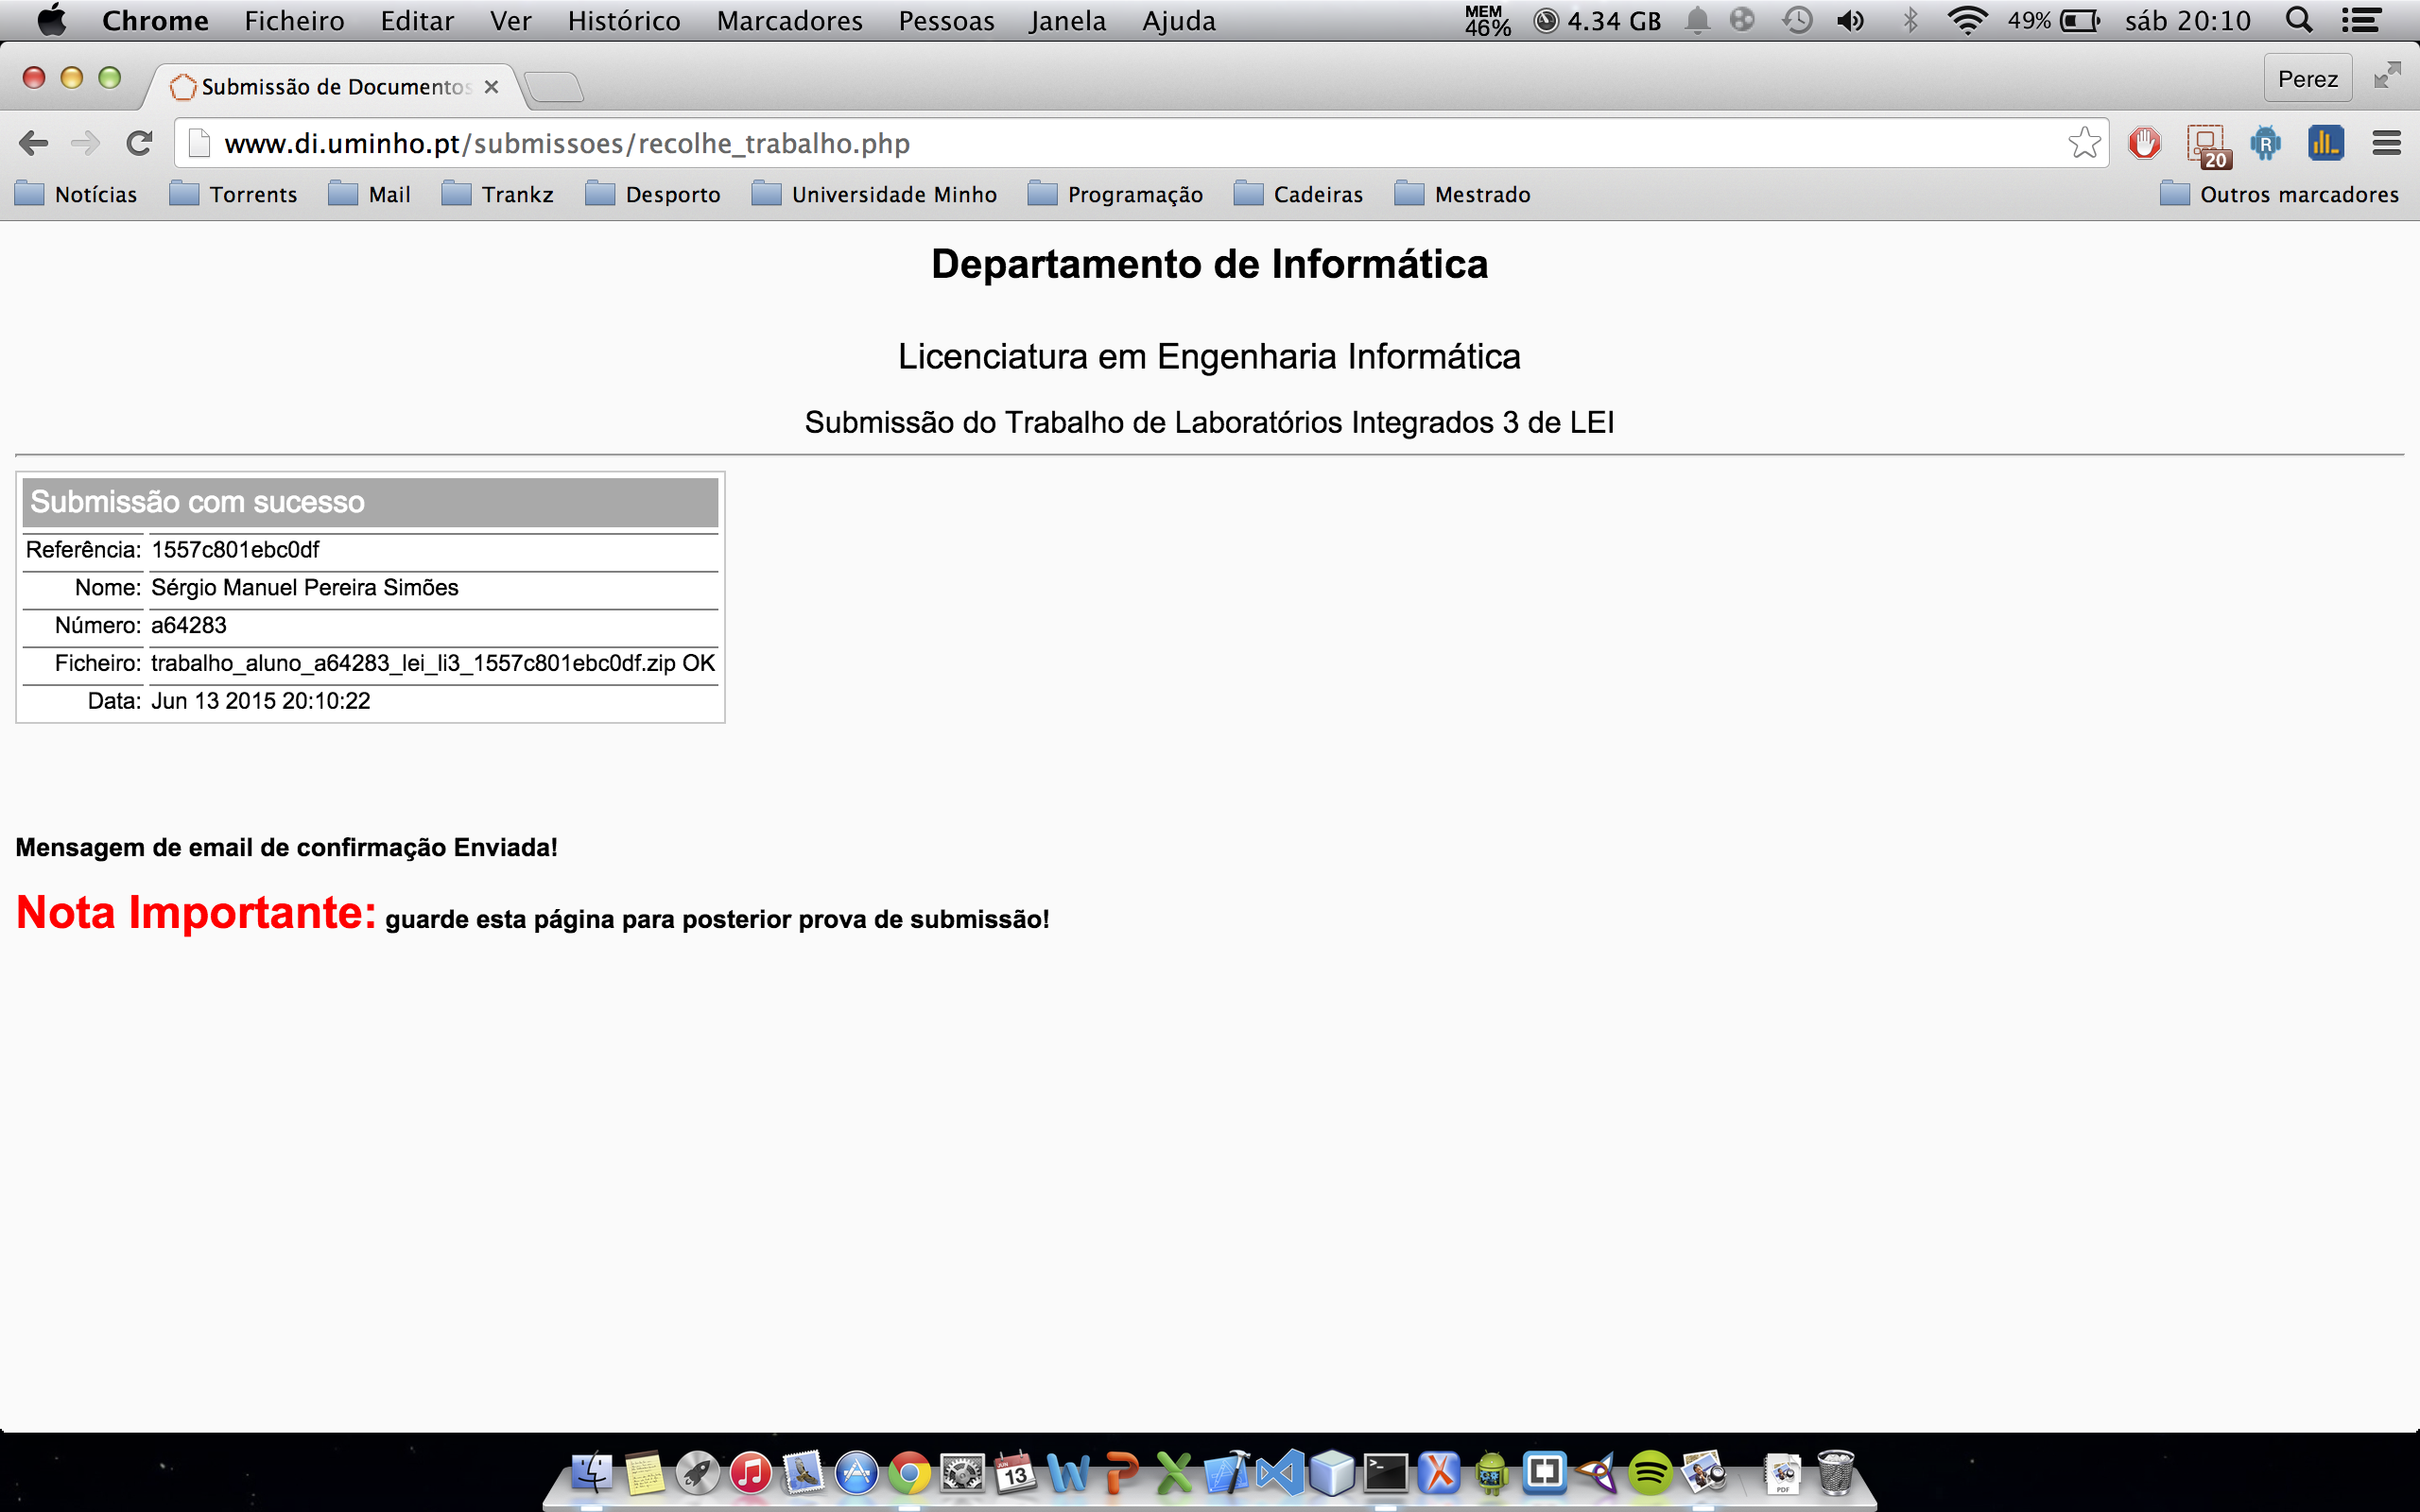 Chrome Ficheiro Editar Ver Histórico Marcadores Pessoas Janela Ajuda MEM 46% 4.34 GB 49% sáb 20:10
Submissão de Documentos Perez
www.di.uminho.pt/submissoes/recolhe_trabalho.php 20
Notícias Torrents Mail Trankz Desporto Universidade Minho Programação Cadeiras Mestrado Outros marcadores
Departamento de Informática
Licenciatura em Engenharia Informática
Submissão do Trabalho de Laboratórios Integrados 3 de LEI
Submissão com sucesso
Referência: 1557c801ebc0df
Nome: Sérgio Manuel Pereira Simões
Número: a64283
Ficheiro: trabalho_aluno_a64283_lei_li3_1557c801ebc0df.zip OK
Data: Jun 13 2015 20:10:22
Mensagem de email de confirmação Enviada!
Nota Importante: guarde esta página para posterior prova de submissão!
JUN 13 PDF